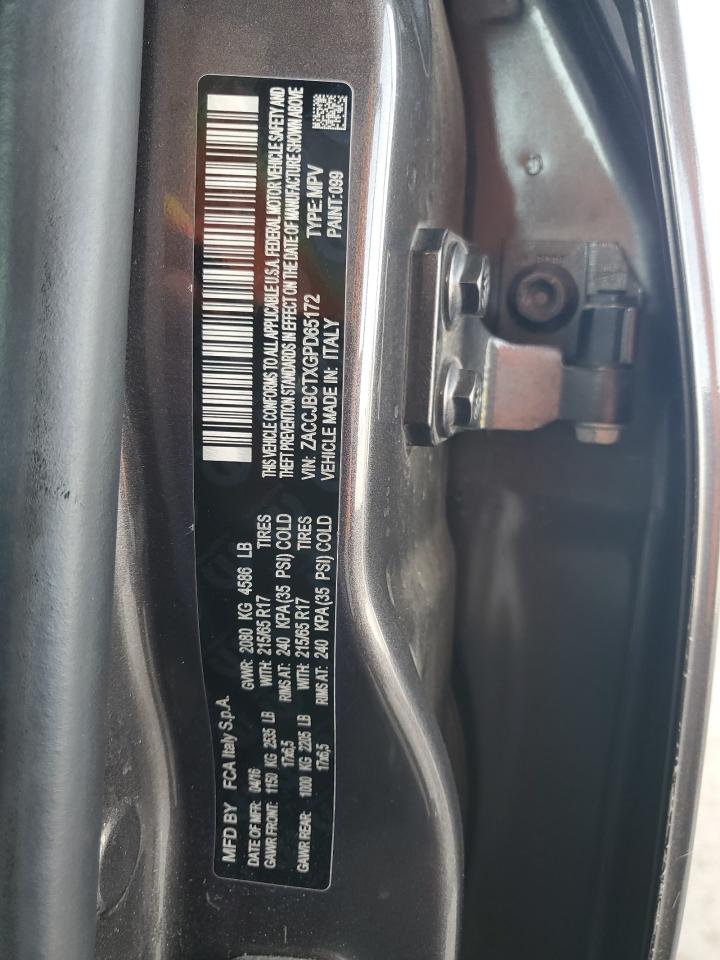 MFD BY FCA Italy S.p.A.
DATE OF MFR: 04/16 GVWR: 2080 KG 4586 LB
GAWR FRONT: 1150 KG 2535 LB WITH: 215/65 R17 TIRES
17x6,5 RIMS AT: 240 KPA(35 PSI) COLD
GAWR REAR: 1000 KG 2205 LB WITH: 215/65 R17 TIRES
17x6,5 RIMS AT: 240 KPA(35 PSI) COLD
THIS VEHICLE CONFORMS TO ALL APPLICABLE U.S.A. FEDERAL MOTOR VEHICLE SAFETY AND
THEFT PREVENTION STANDARDS IN EFFECT ON THE DATE OF MANUFACTURE SHOWN ABOVE
VIN: ZACCJBCTXGPD65172 TYPE: MPV
VEHICLE MADE IN: ITALY PAINT: 099